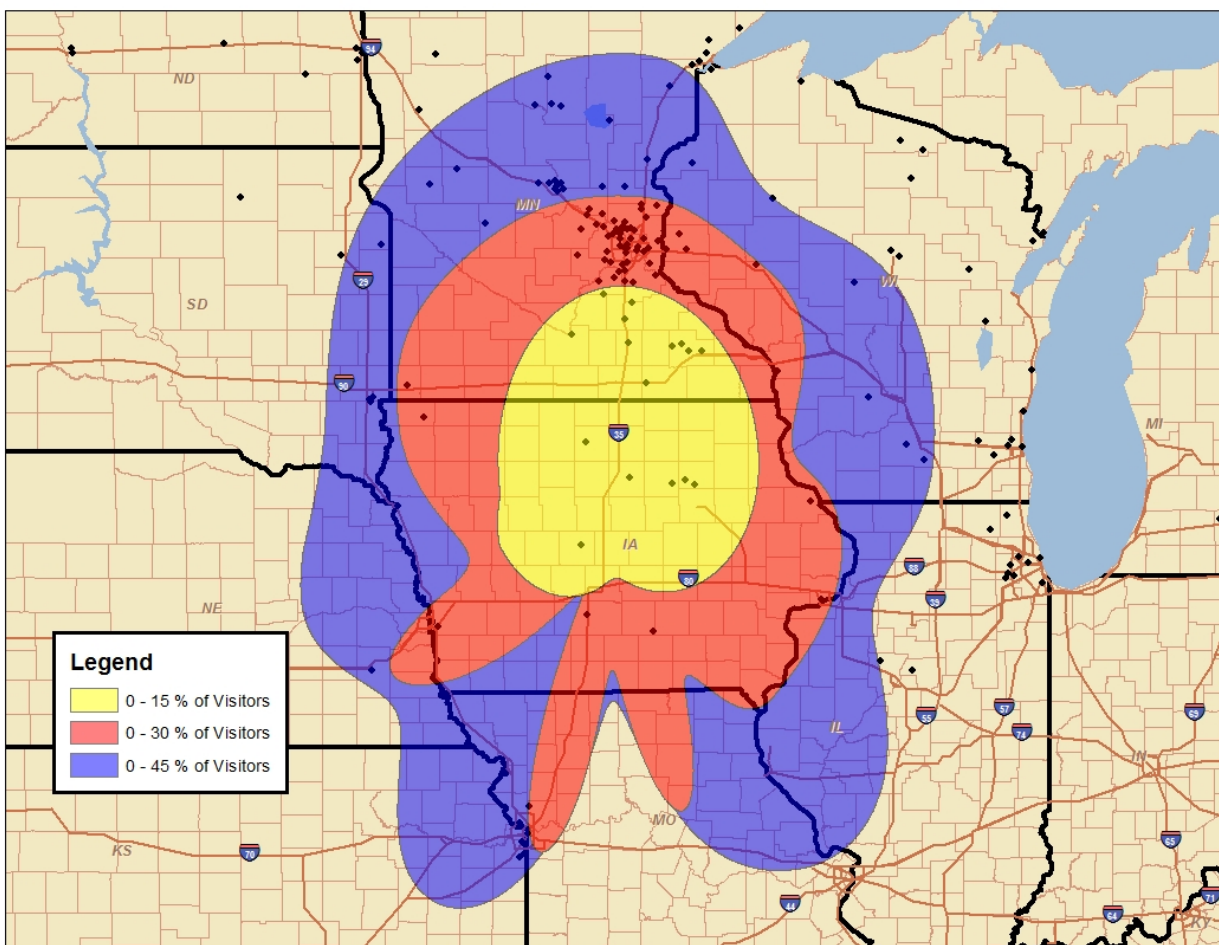 94
ND
MN
WI
29
SD
90
MI
35
IA
80
88
39
NE
Legend
0 - 15 % of Visitors
0 - 30 % of Visitors
0 - 45 % of Visitors
57
55
69
74
IL
IN
MO
KS
70
65
44
64
71
KY